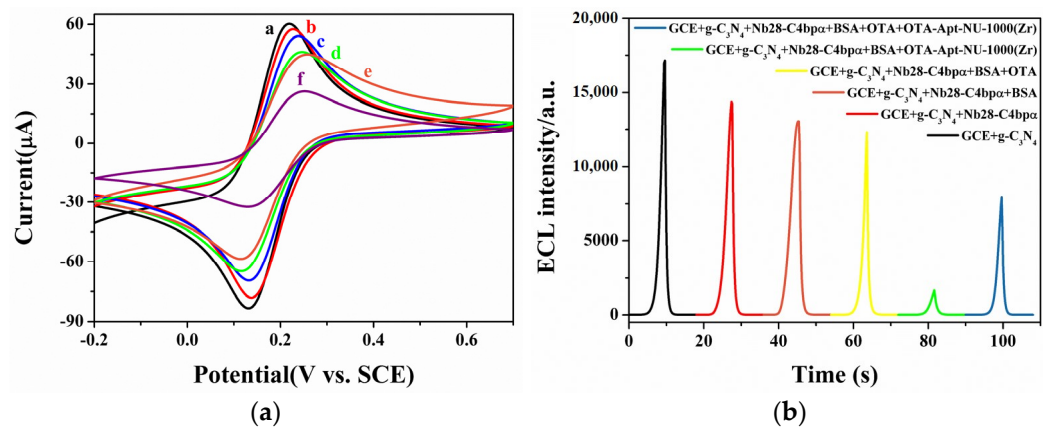 60
30
0
-30
-60
-90
Current(μA)
a
b
c
d
e
f
-0.2
0.0
0.2
0.4
0.6
Potential(V vs. SCE)
(a)
GCE+g-C₃N₄+Nb28-C4bpα+BSA+OTA+OTA-Apt-NU-1000(Zr)
GCE+g-C₃N₄+Nb28-C4bpα+BSA+OTA-Apt-NU-1000(Zr)
GCE+g-C₃N₄+Nb28-C4bpα+BSA+OTA
GCE+g-C₃N₄+Nb28-C4bpα+BSA
GCE+g-C₃N₄+Nb28-C4bpα
GCE+g-C₃N₄
20,000
15,000
10,000
5000
0
ECL intensity/a.u.
0
20
40
60
80
100
Time (s)
(b)